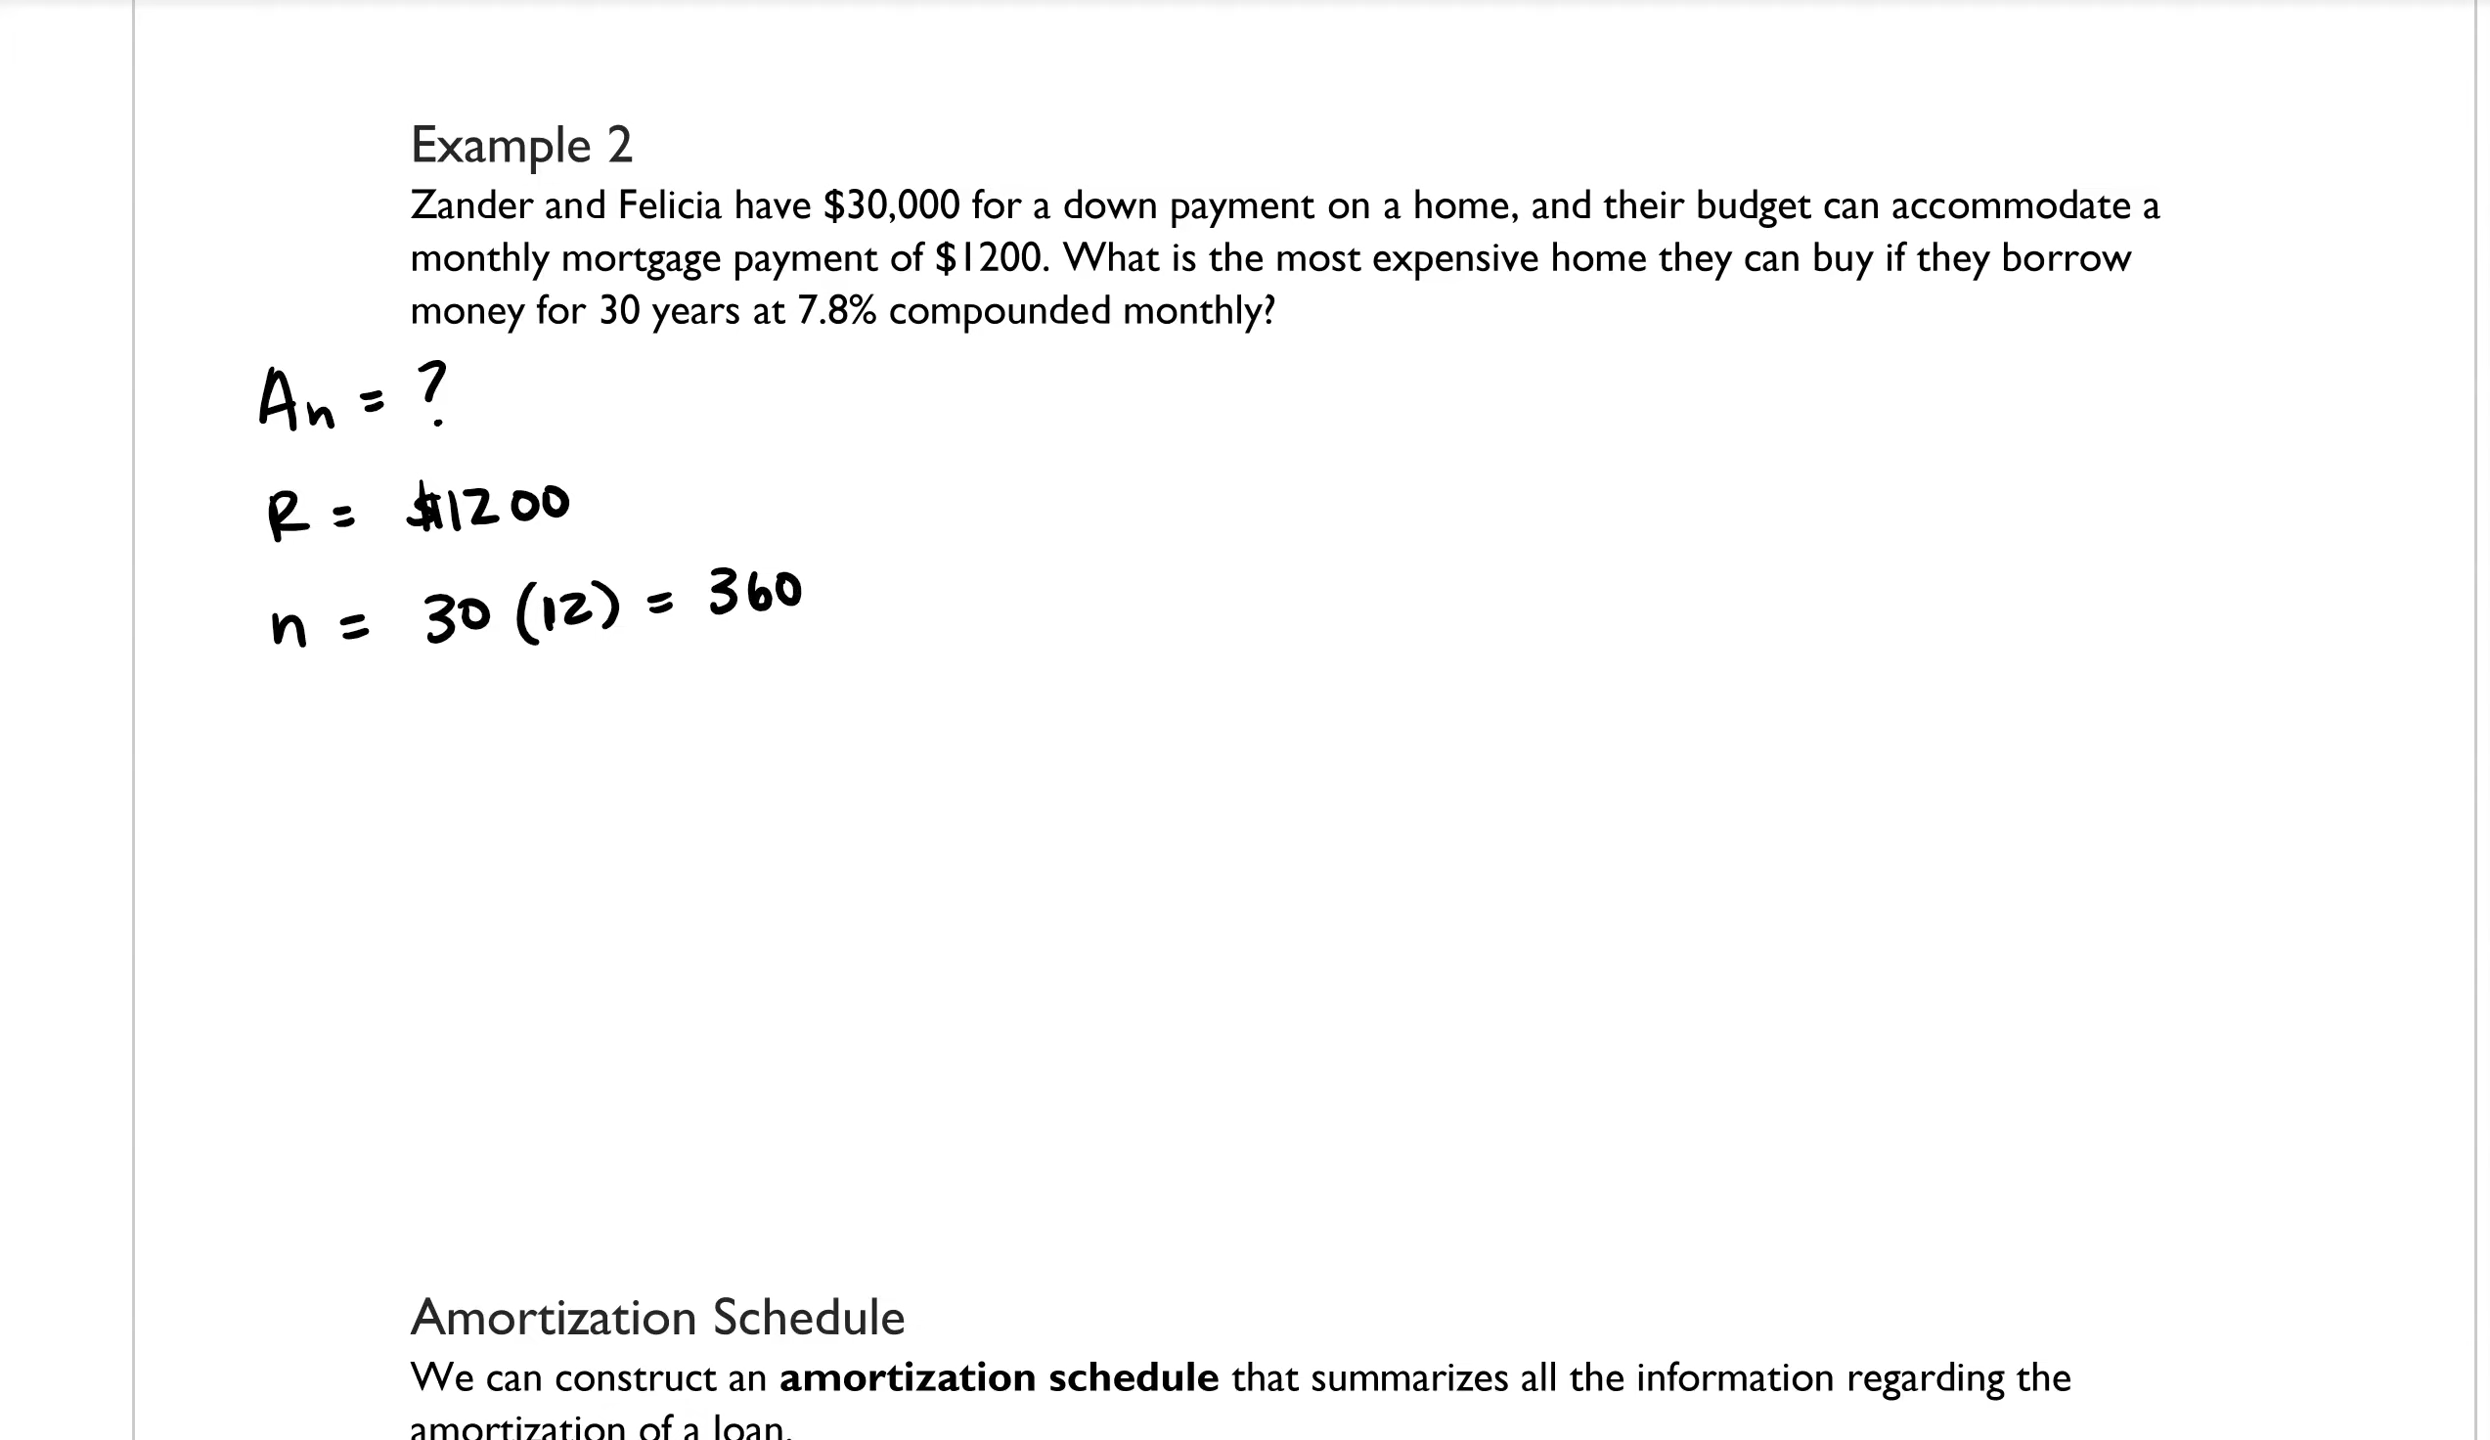 Example 2
Zander and Felicia have $30,000 for a down payment on a home, and their budget can accommodate a
monthly mortgage payment of $1200. What is the most expensive home they can buy if they borrow
money for 30 years at 7.8% compounded monthly?
An = ?
R = $1200
n = 30 (12) = 360
Amortization Schedule
We can construct an amortization schedule that summarizes all the information regarding the
amortization of a loan.